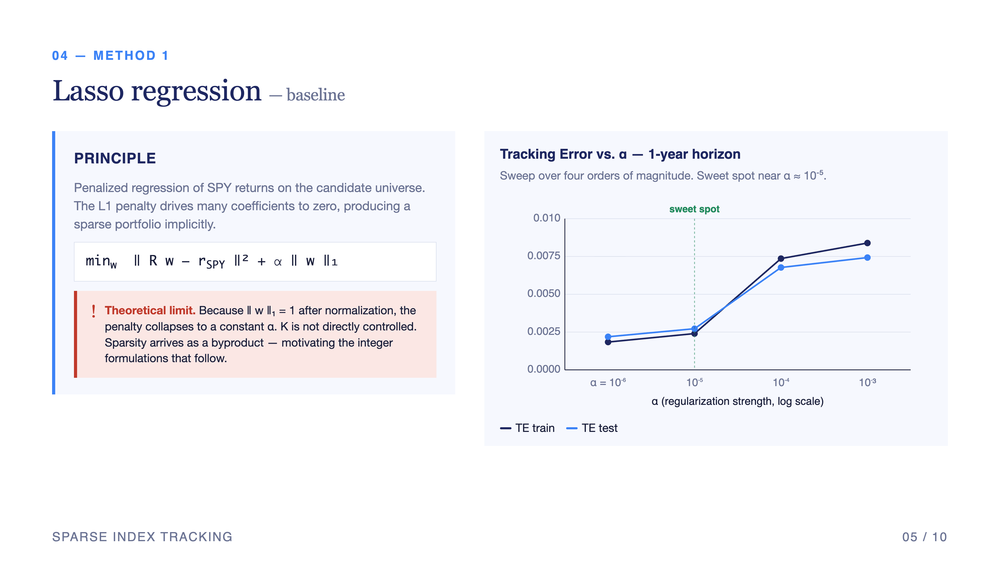 04 — METHOD 1
Lasso regression — baseline
PRINCIPLE
Penalized regression of SPY returns on the candidate universe.
The L1 penalty drives many coefficients to zero, producing a
sparse portfolio implicitly.
min_w ‖ R w − r_SPY ‖² + α ‖ w ‖₁
! Theoretical limit. Because ‖ w ‖₁ = 1 after normalization, the
penalty collapses to a constant α. K is not directly controlled.
Sparsity arrives as a byproduct — motivating the integer
formulations that follow.
Tracking Error vs. α — 1-year horizon
Sweep over four orders of magnitude. Sweet spot near α ≈ 10⁻⁵.
sweet spot
0.010
0.0075
0.0050
0.0025
0.0000
α = 10⁻⁶ 10⁻⁵ 10⁻⁴ 10⁻³
α (regularization strength, log scale)
TE train TE test
SPARSE INDEX TRACKING
05 / 10